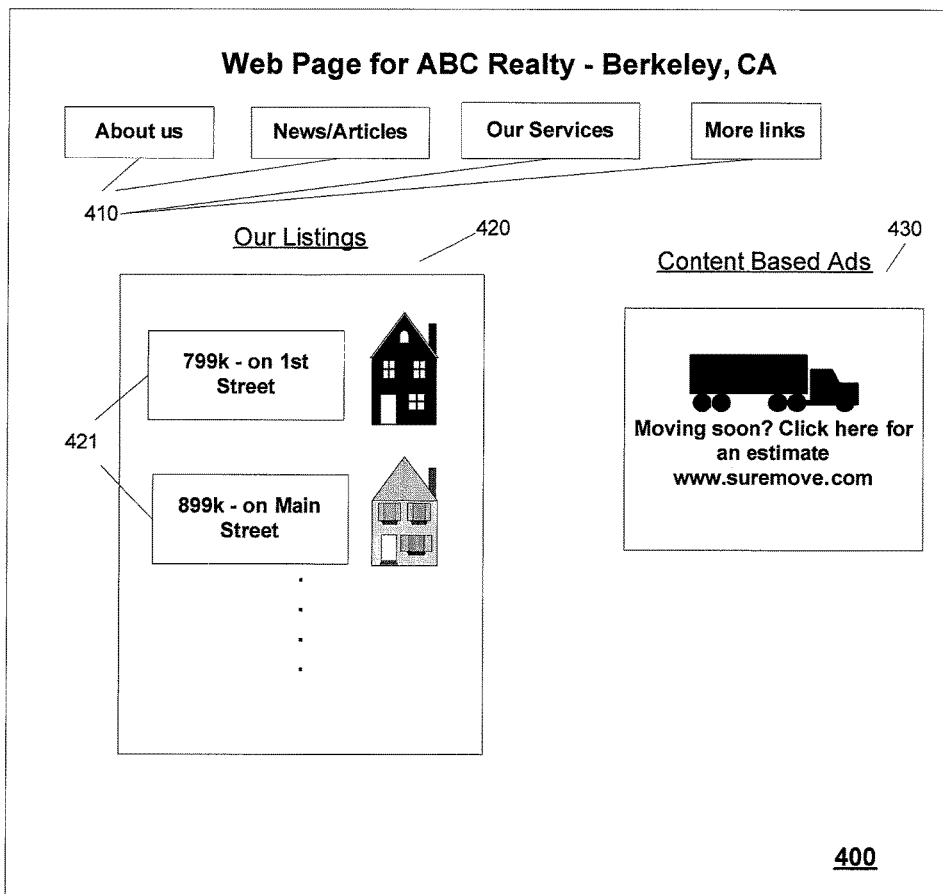 Web Page for ABC Realty - Berkeley, CA
About us
News/Articles
Our Services
More links
410
Our Listings
420
430
Content Based Ads
799k - on 1st
Street
421
899k - on Main
Street
Moving soon? Click here for
an estimate
www.suremove.com
400